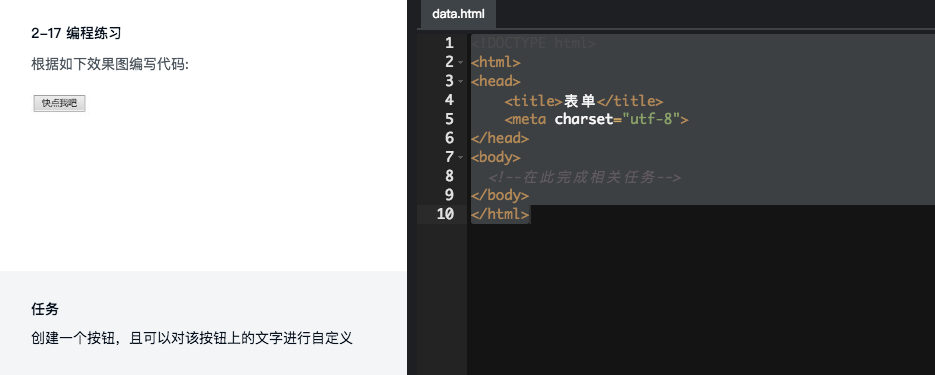 2-17 编程练习
根据如下效果图编写代码:
快点我吧
任务
创建一个按钮，且可以对该按钮上的文字进行自定义
data.html
1 <!DOCTYPE html>
2 <html>
3 <head>
4 <title>表单</title>
5 <meta charset="utf-8">
6 </head>
7 <body>
8 <!--在此完成相关任务-->
9 </body>
10 </html>